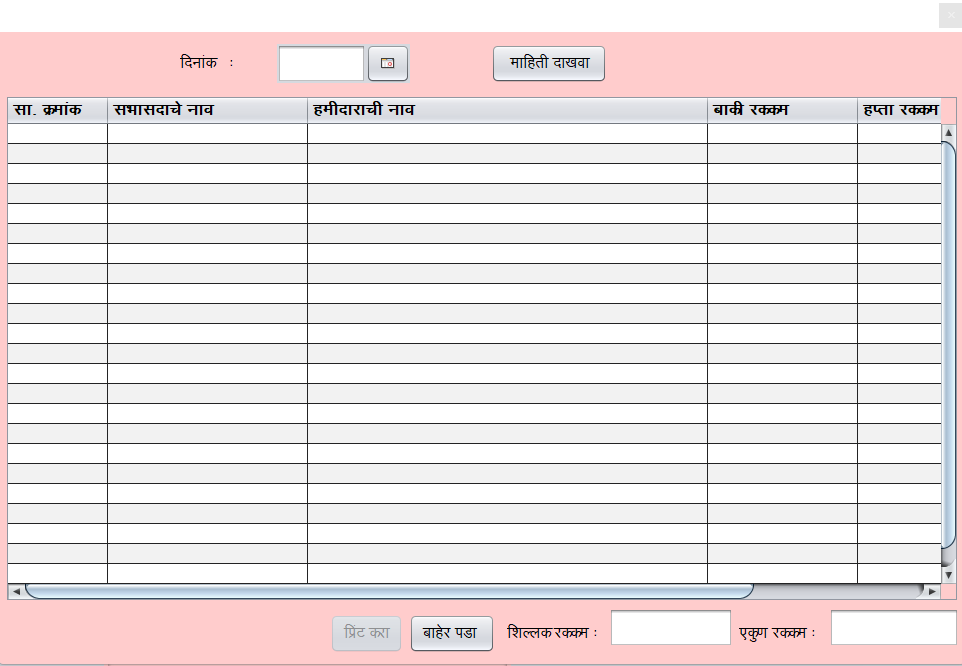 दिनांक : माहिती दाखवा
सा. क्रमांक सभासदाचे नाव हमीदाराची नाव बाकी रक्कम हप्ता रक्कम
प्रिंट करा बाहेर पडा शिल्लक रक्कम : एकुण रक्कम :